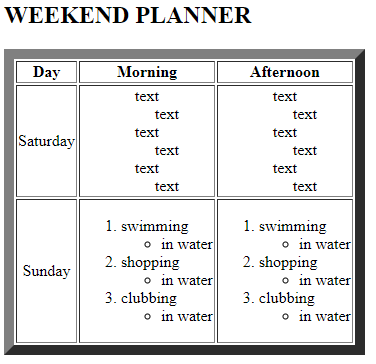 WEEKEND PLANNER
Day Morning Afternoon
Saturday
text text
text text
text text
text text
text text
text text
Sunday
1. swimming 1. swimming
in water in water
2. shopping 2. shopping
in water in water
3. clubbing 3. clubbing
in water in water